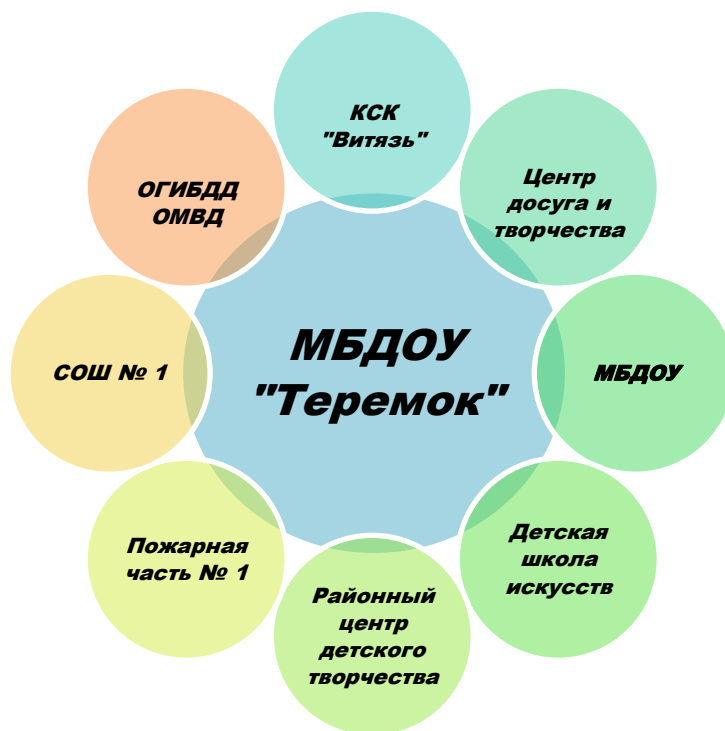 КСК
"Витязь"
Центр
досуга и
творчества
МБДОУ
Детская
школа
искусств
Районный
центр
детского
творчества
Пожарная
часть № 1
СОШ № 1
ОГИБДД
ОМВД
МБДОУ
"Теремок"